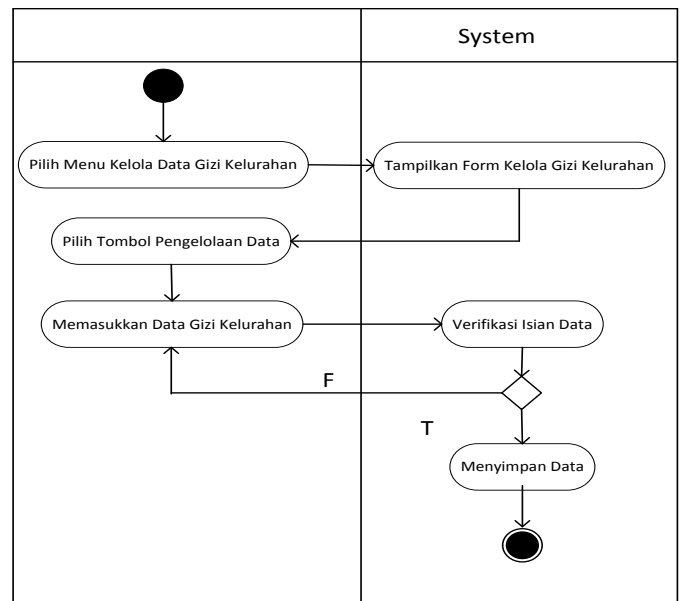 System
Pilih Menu Kelola Data Gizi Kelurahan
Tampilkan Form Kelola Gizi Kelurahan
Pilih Tombol Pengelolaan Data
Memasukkan Data Gizi Kelurahan
Verifikasi Isian Data
F
T
Menyimpan Data